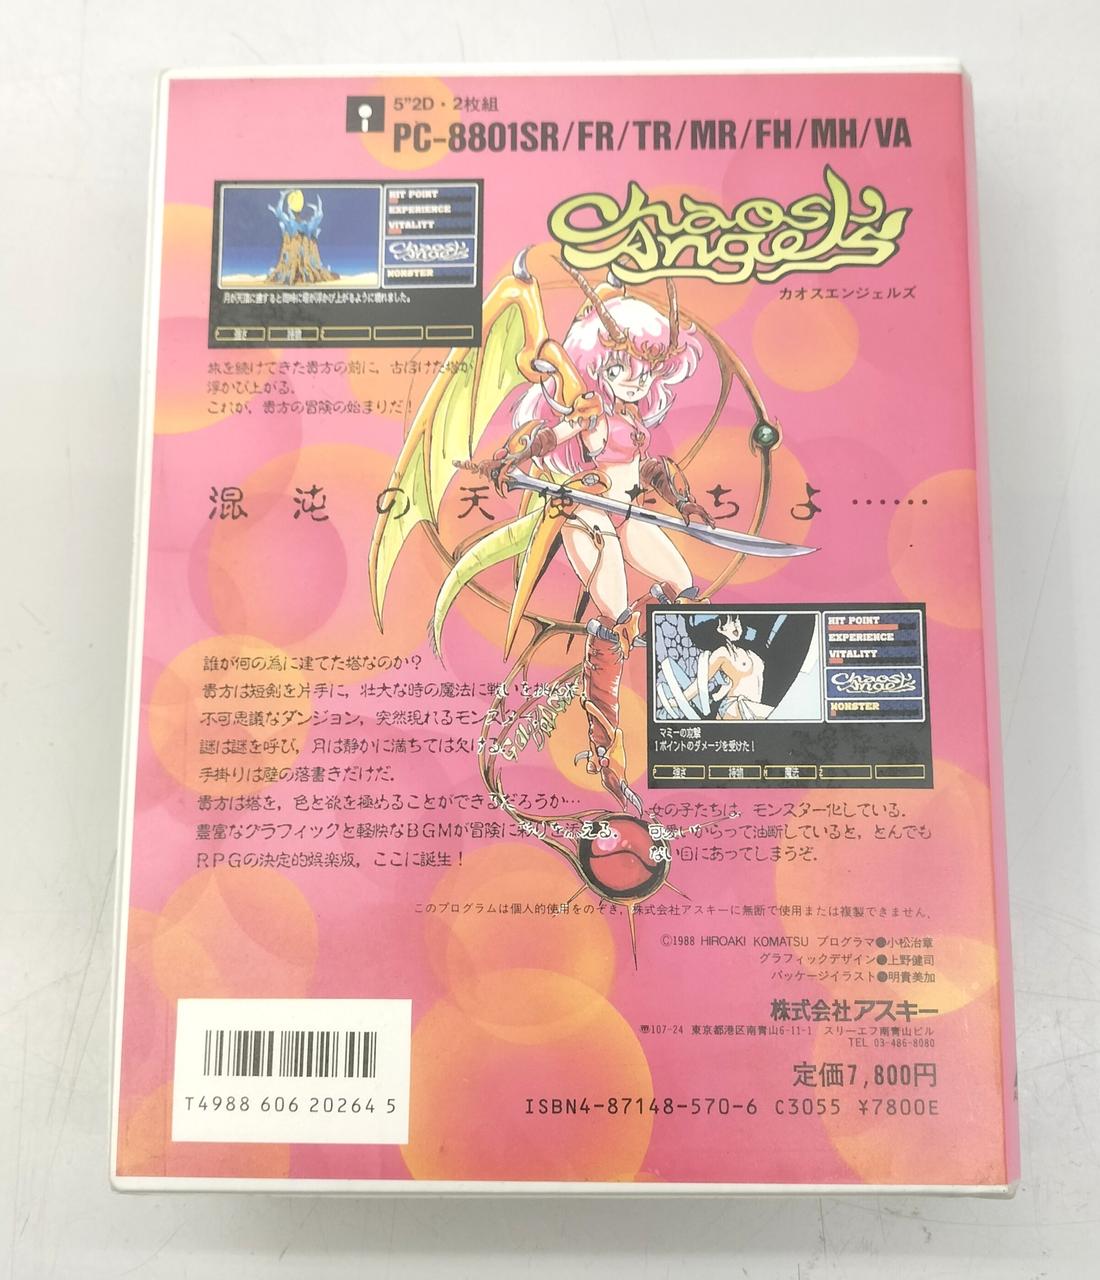 5"2D・2枚組
PC-8801SR/FR/TR/MR/FH/MH/VA
Chaos Angels
カオスエンジェルズ
HIT POINT
EXPERIENCE
VITALITY
Chaos Angels
MONSTER
月が天頂に達すると同時に塔が浮かび上がるように現れました。
強さ 持物
旅を続けてきた貴方の前に,古ぼけた塔が
浮かび上がる.
これが,貴方の冒険の始まりだ!
混沌の天使たちよ……
誰が何の為に建てた塔なのか?
貴方は短剣を片手に,壮大な時の魔法に戦いを挑んだ.
不可思議なダンジョン,突然現れるモンスター.
謎は謎を呼び,月は静かに満ちては欠ける.
手掛りは壁の落書きだけだ.
貴方は塔を,色と欲を極めることができるだろうか…
豊富なグラフィックと軽快なBGMが冒険に彩りを添える.
RPGの決定的娯楽版,ここに誕生!
HIT POINT
EXPERIENCE
VITALITY
Chaos Angels
MONSTER
マミーの攻撃
1ポイントのダメージを受けた!
強さ 持物 魔法
女の子たちは,モンスター化している.
可愛いからって油断していると,とんでも
ない目にあってしまうぞ.
このプログラムは個人的使用をのぞき,株式会社アスキーに無断で使用または複製できません.
©1988 HIROAKI KOMATSU プログラマ●小松治章
グラフィックデザイン●上野健司
パッケージイラスト●明貴美加
株式会社アスキー
〠107-24 東京都港区南青山6-11-1 スリーエフ南青山ビル
TEL 03-486-8080
定価7,800円
ISBN4-87148-570-6 C3055 ¥7800E
T4988 606 20264 5